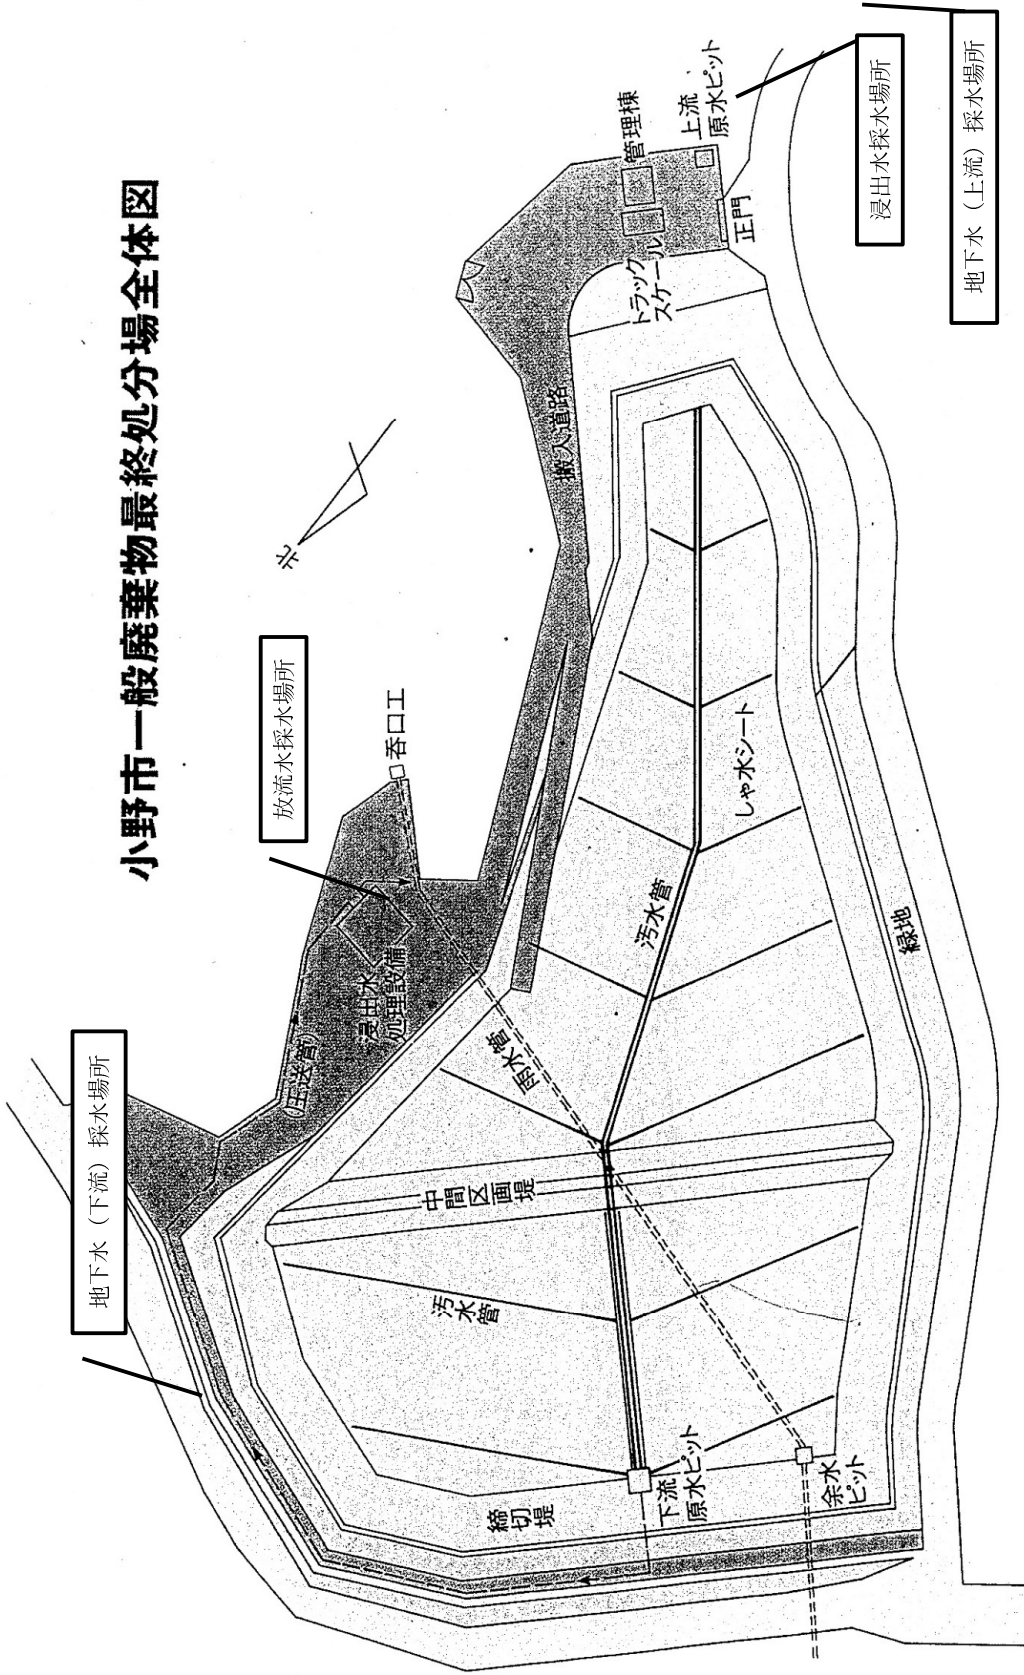 小野市一般廃棄物最終処分場全体図
地下水（上流）採水場所
浸出水採水場所
上流
原水ピット
管理棟
正門
トラック
スケール
搬入道路
北
放流水採水場所
呑口工
しゃ水シート
汚水管
緑地
浸出水
処理設備
(圧送管)
雨水管
地下水（下流）採水場所
中間区画堤
汚水管
締切堤
下流
原水ピット
余水
ピット